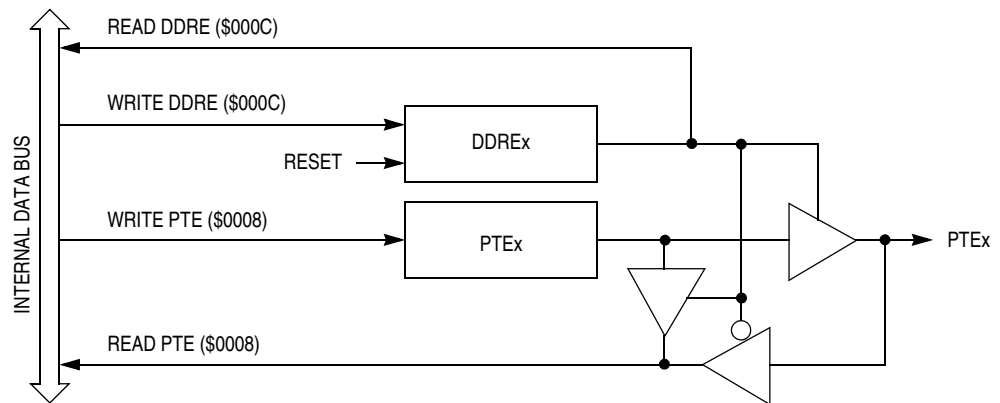 READ DDRE ($000C)
WRITE DDRE ($000C)
DDREx
RESET
INTERNAL DATA BUS
WRITE PTE ($0008)
PTEx
PTEx
READ PTE ($0008)